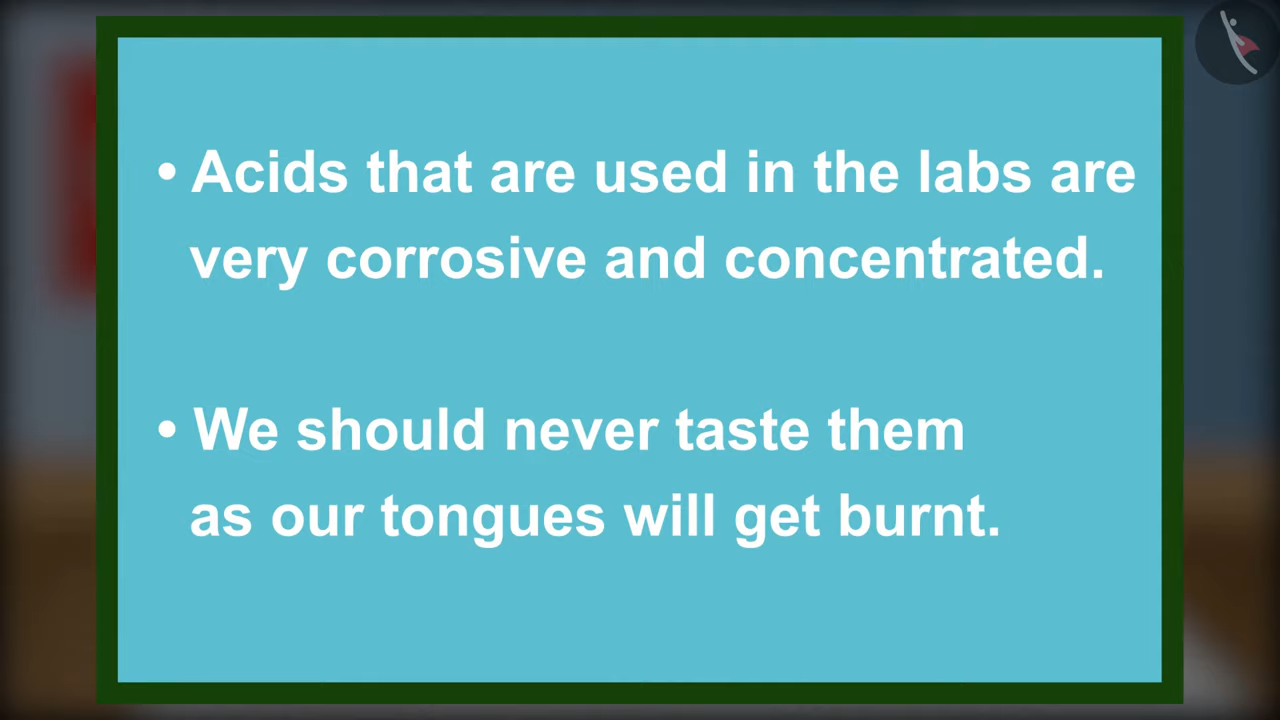 • Acids that are used in the labs are
very corrosive and concentrated.
• We should never taste them
as our tongues will get burnt.